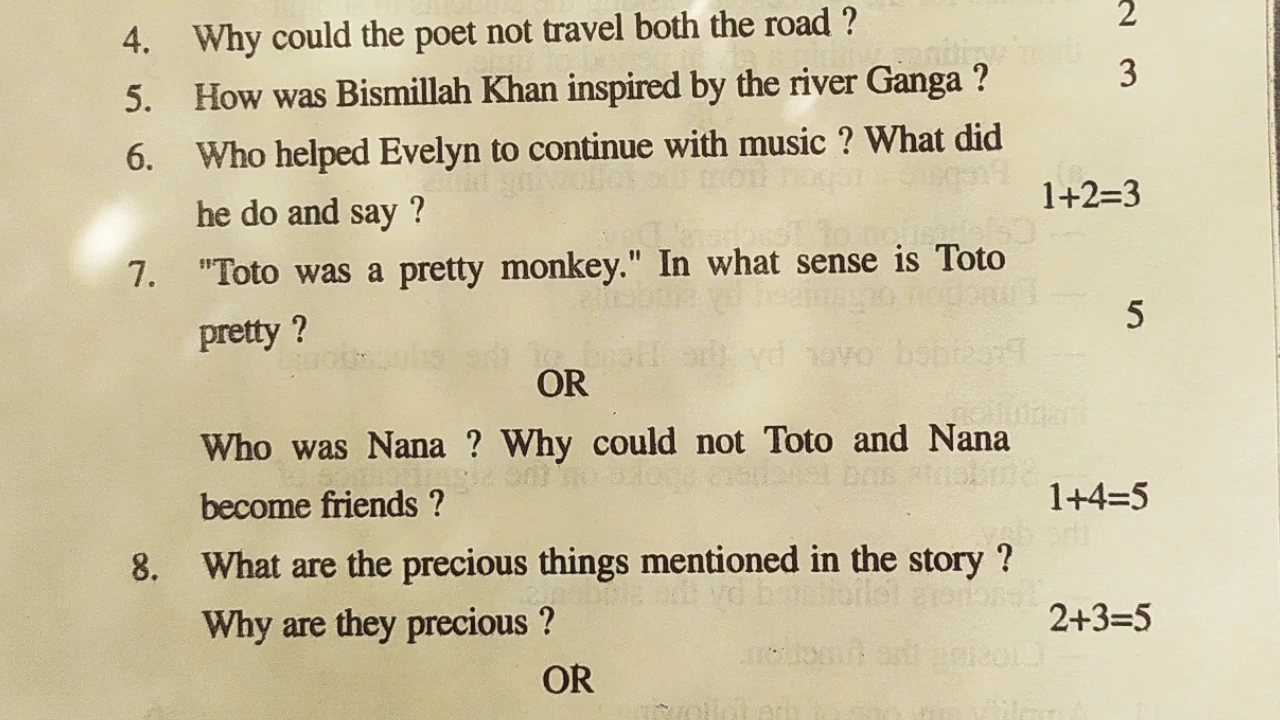 4. Why could the poet not travel both the road ? 2
5. How was Bismillah Khan inspired by the river Ganga ? 3
6. Who helped Evelyn to continue with music ? What did
he do and say ? 1+2=3
7. "Toto was a pretty monkey." In what sense is Toto
pretty ? 5
OR
Who was Nana ? Why could not Toto and Nana
become friends ? 1+4=5
8. What are the precious things mentioned in the story ?
Why are they precious ? 2+3=5
OR